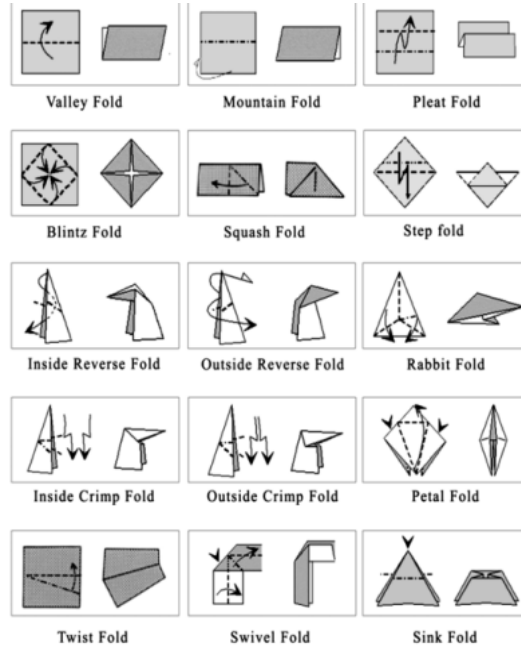 Valley Fold
Mountain Fold
Pleat Fold
Blintz Fold
Squash Fold
Step fold
Inside Reverse Fold
Outside Reverse Fold
Rabbit Fold
Inside Crimp Fold
Outside Crimp Fold
Petal Fold
Twist Fold
Swivel Fold
Sink Fold